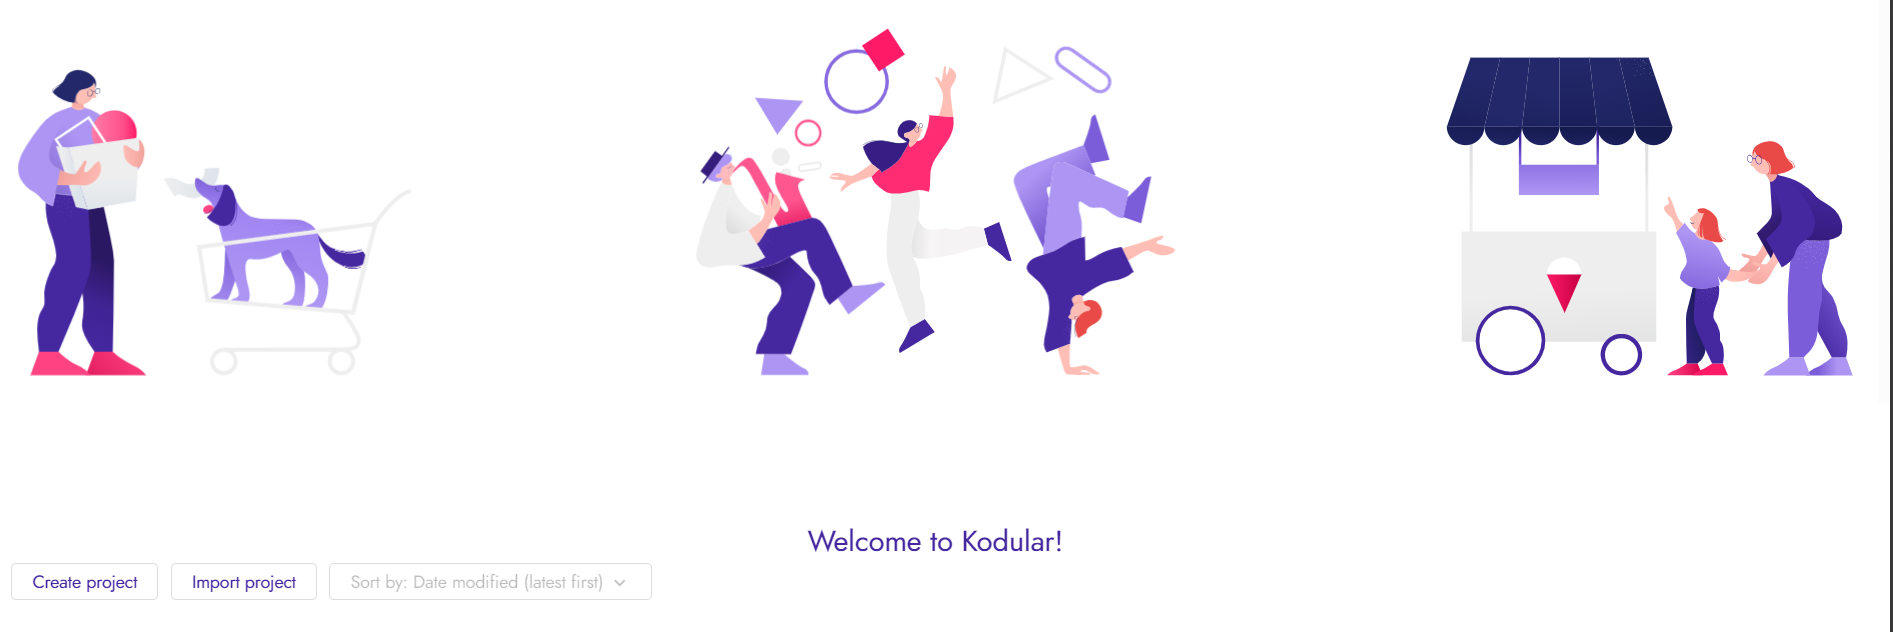 Welcome to Kodular!
Create project
Import project
Sort by: Date modified (latest first)